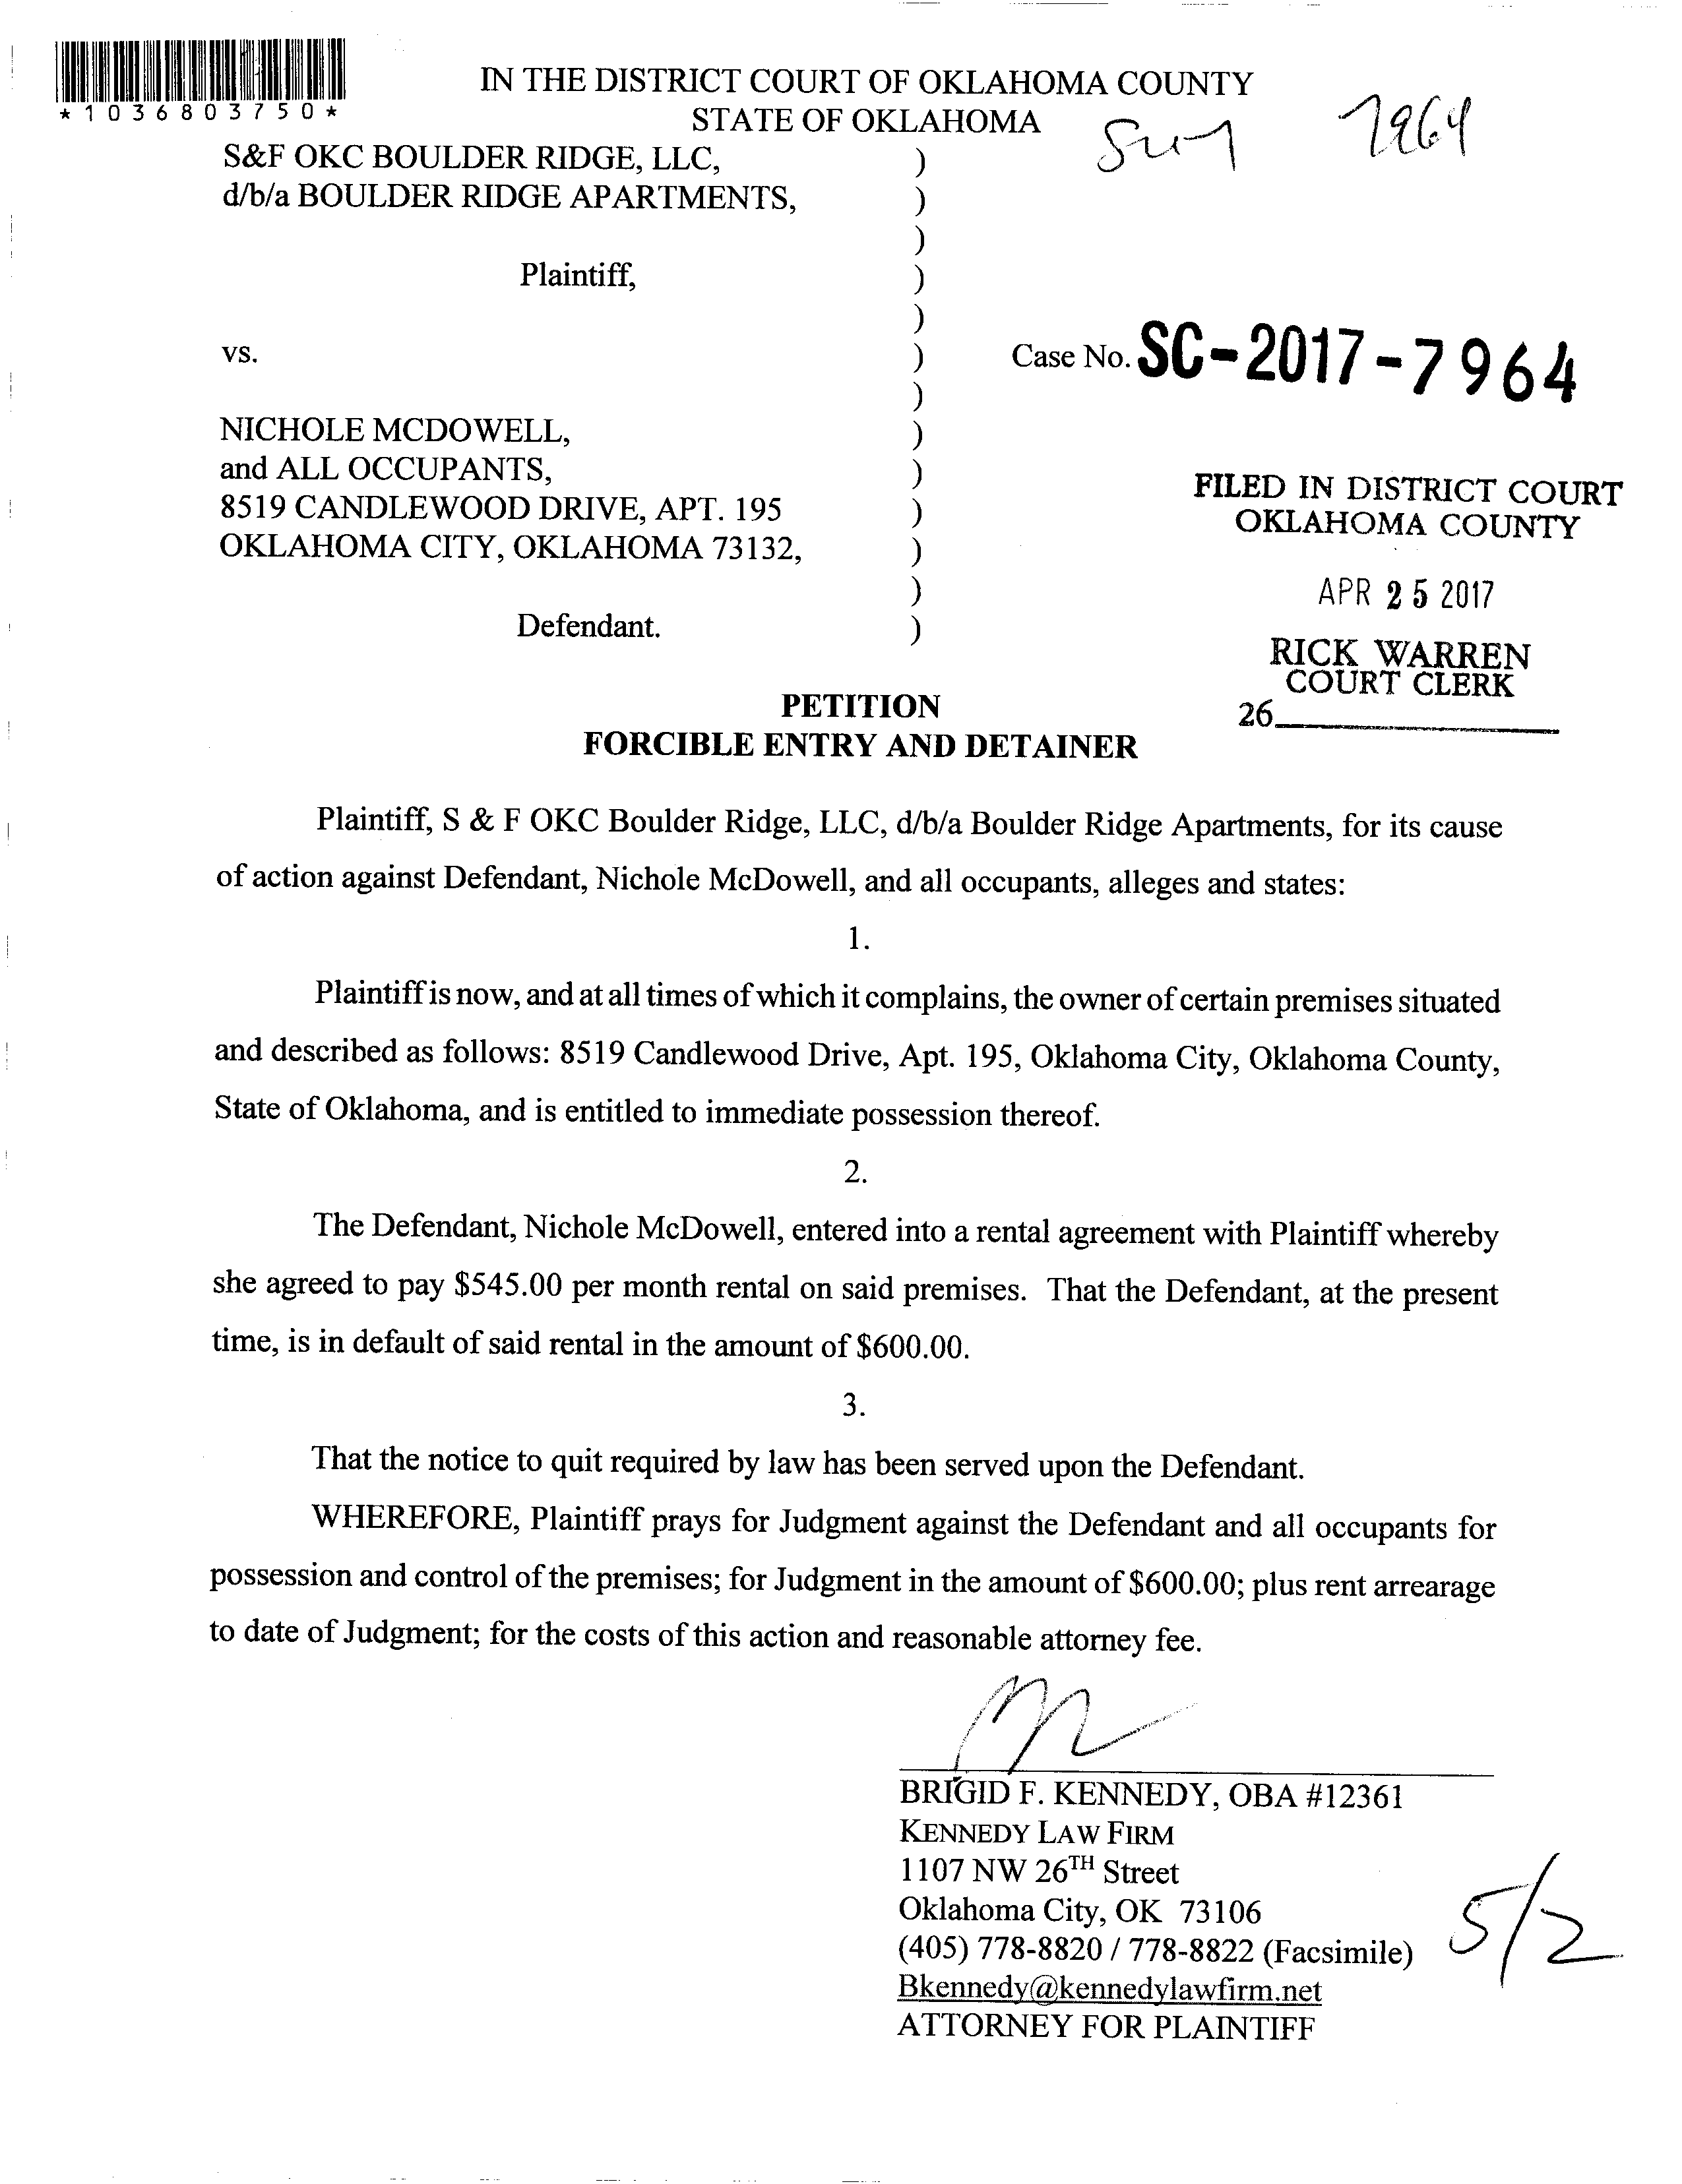 *1036803750*
IN THE DISTRICT COURT OF OKLAHOMA COUNTY
STATE OF OKLAHOMA
7964
S&F OKC BOULDER RIDGE, LLC, )
d/b/a BOULDER RIDGE APARTMENTS, )
)
Plaintiff, )
)
vs. )
Case No. SC-2017-7964
)
NICHOLE MCDOWELL, )
and ALL OCCUPANTS, )
8519 CANDLEWOOD DRIVE, APT. 195 )
OKLAHOMA CITY, OKLAHOMA 73132, )
)
Defendant. )
FILED IN DISTRICT COURT
OKLAHOMA COUNTY
APR 25 2017
RICK WARREN
COURT CLERK
26
PETITION
FORCIBLE ENTRY AND DETAINER
Plaintiff, S & F OKC Boulder Ridge, LLC, d/b/a Boulder Ridge Apartments, for its cause
of action against Defendant, Nichole McDowell, and all occupants, alleges and states:
1.
Plaintiff is now, and at all times of which it complains, the owner of certain premises situated
and described as follows: 8519 Candlewood Drive, Apt. 195, Oklahoma City, Oklahoma County,
State of Oklahoma, and is entitled to immediate possession thereof.
2.
The Defendant, Nichole McDowell, entered into a rental agreement with Plaintiff whereby
she agreed to pay $545.00 per month rental on said premises. That the Defendant, at the present
time, is in default of said rental in the amount of $600.00.
3.
That the notice to quit required by law has been served upon the Defendant.
WHEREFORE, Plaintiff prays for Judgment against the Defendant and all occupants for
possession and control of the premises; for Judgment in the amount of $600.00; plus rent arrearage
to date of Judgment; for the costs of this action and reasonable attorney fee.
BRIGID F. KENNEDY, OBA #12361
KENNEDY LAW FIRM
1107 NW 26TH Street
Oklahoma City, OK 73106
(405) 778-8820 / 778-8822 (Facsimile)
Bkennedy@kennedylawfirm.net
ATTORNEY FOR PLAINTIFF
5/2